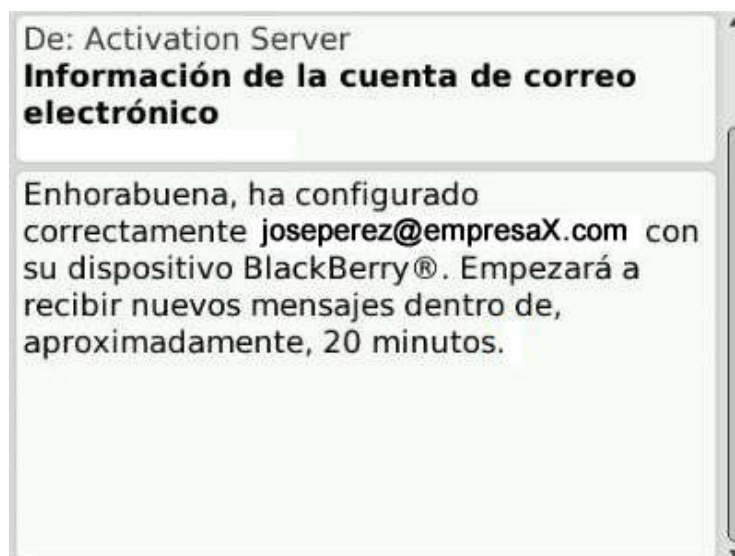 De: Activation Server
Información de la cuenta de correo
electrónico
Enhorabuena, ha configurado
correctamente joseperez@empresaX.com con
su dispositivo BlackBerry®. Empezará a
recibir nuevos mensajes dentro de,
aproximadamente, 20 minutos.